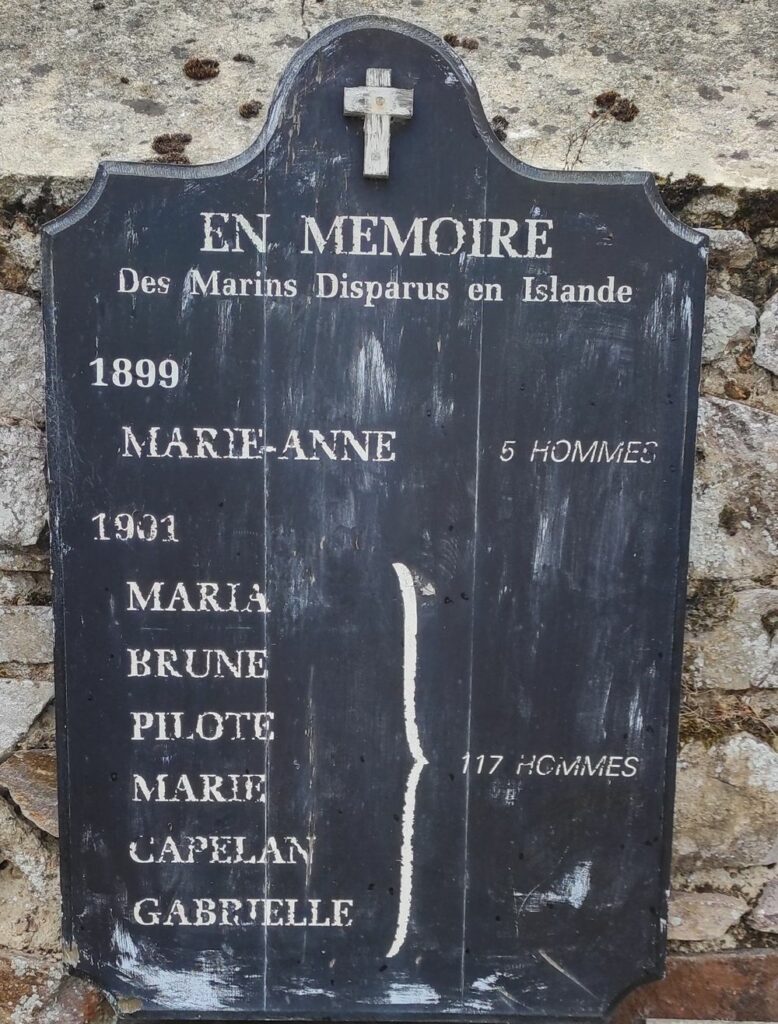 EN MEMOIRE
Des Marins Disparus en Islande
1899
MARIE-ANNE 5 HOMMES
1901
MARIA
BRUNE
PILOTE
MARIE
CAPELAN
GABRIELLE
117 HOMMES